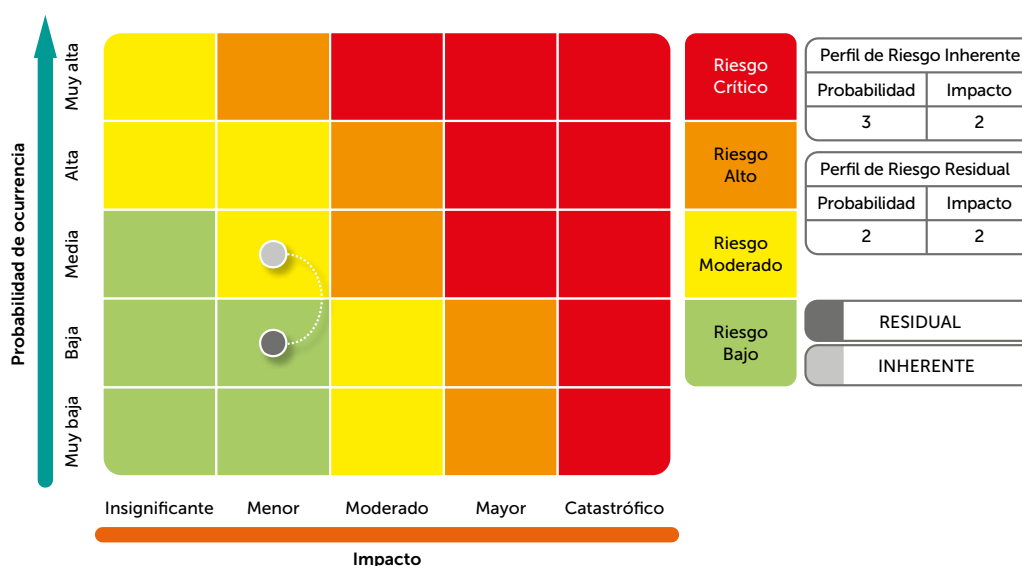 Probabilidad de ocurrencia
Muy alta
Alta
Media
Baja
Muy baja
Insignificante
Menor
Moderado
Mayor
Catastrófico
Impacto
Riesgo
Crítico
Riesgo
Alto
Riesgo
Moderado
Riesgo
Bajo
Perfil de Riesgo Inherente
Probabilidad Impacto
3 2
Perfil de Riesgo Residual
Probabilidad Impacto
2 2
RESIDUAL
INHERENTE